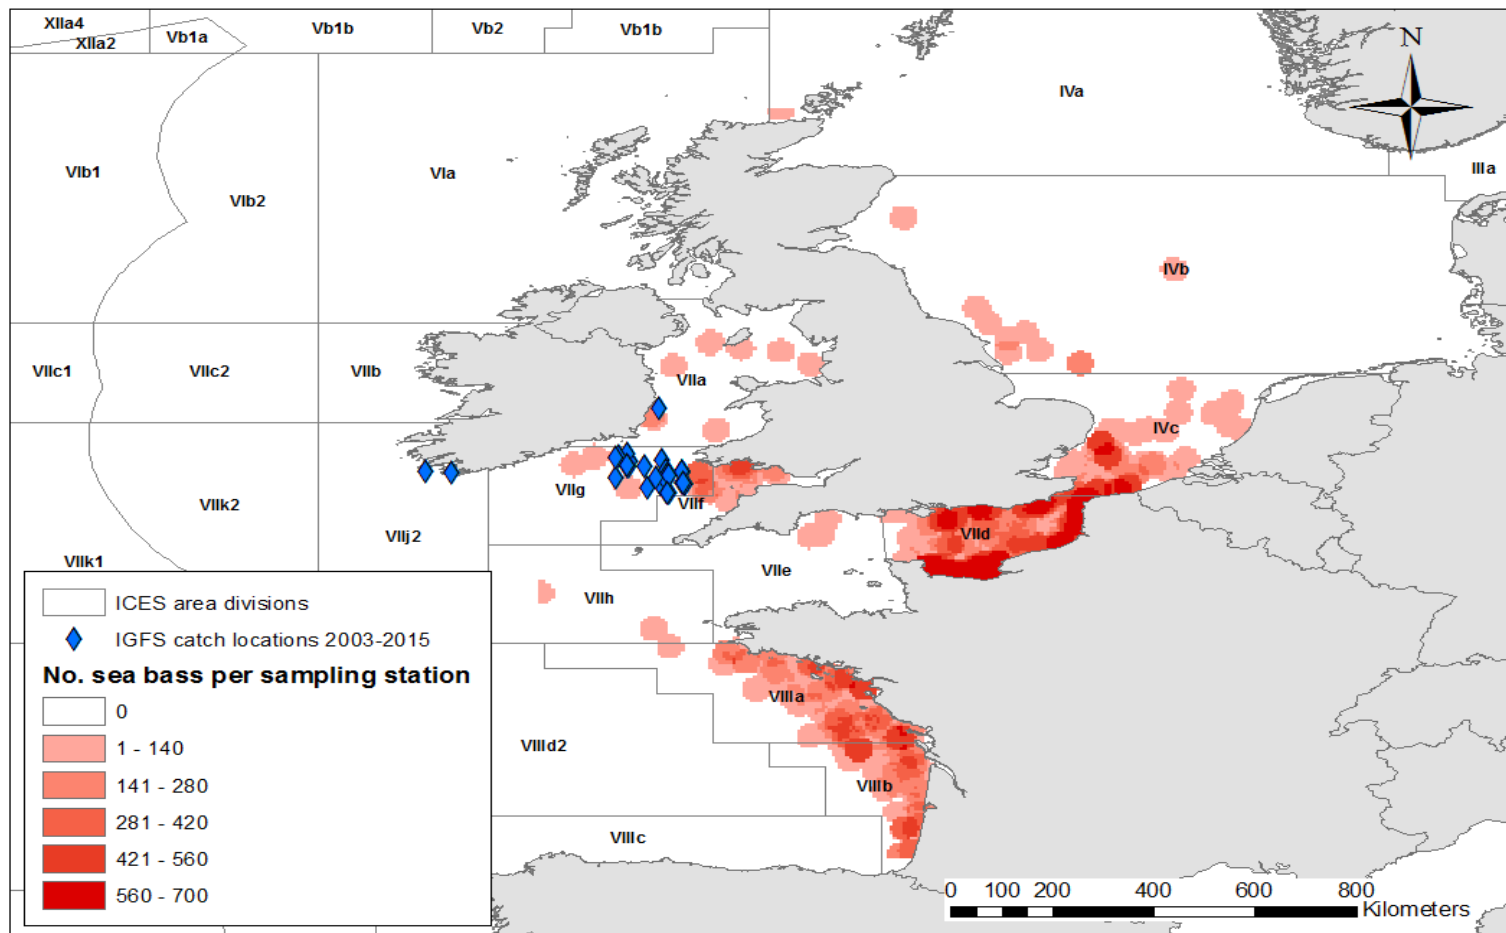 XIIa4
XIIa2
Vb1a
Vb1b
Vb2
Vb1b
N
IVa
IIIa
VIb1
VIb2
VIa
IVb
VIIc1
VIIc2
VIIb
VIIa
IVc
VIIg
VIIf
VIIk2
VIIj2
VIId
VIIk1
VIIe
VIIh
VIIIa
VIIId2
VIIIb
VIIIc
ICES area divisions
IGFS catch locations 2003-2015
No. sea bass per sampling station
0
1 - 140
141 - 280
281 - 420
421 - 560
560 - 700
0 100 200 400 600 800
Kilometers